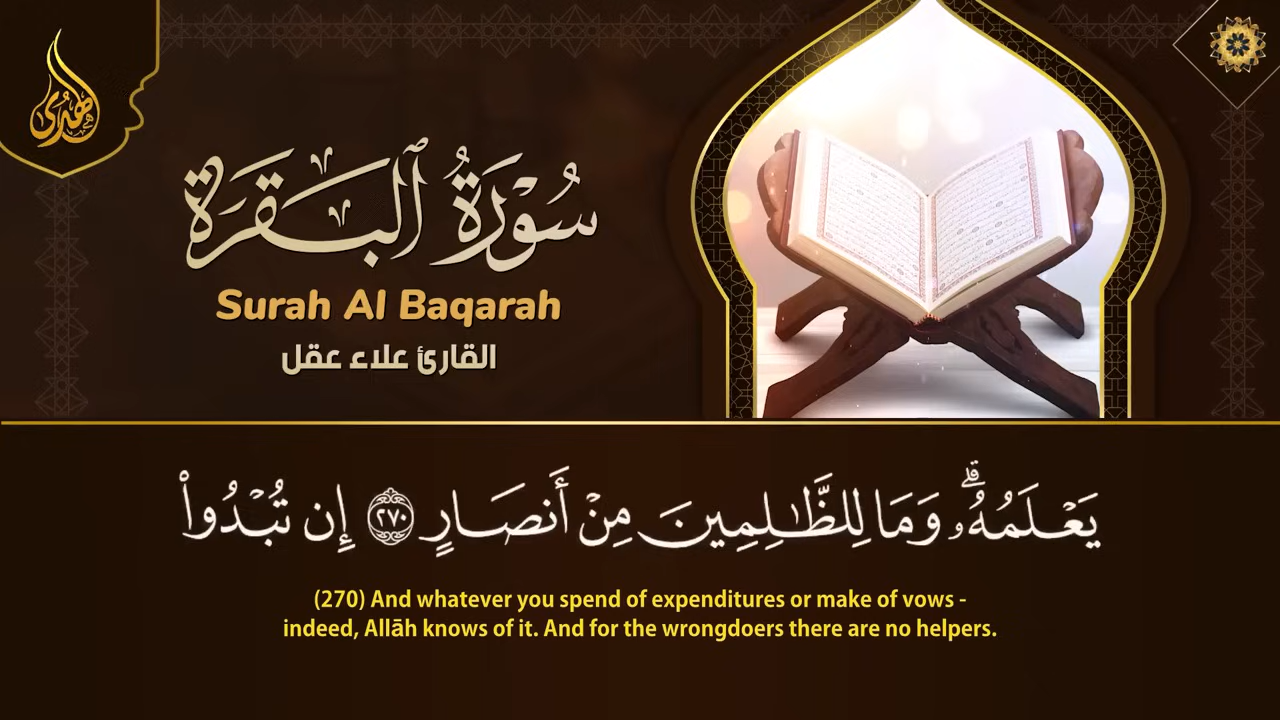 الهدى
سُورَةُ ٱلْبَقَرَة
Surah Al Baqarah
القارئ علاء عقل
يَعْلَمُهُۥۗ وَمَا لِلظَّٰلِمِينَ مِنْ أَنصَارٍ ٢٧٠ إِن تُبْدُوا۟
(270) And whatever you spend of expenditures or make of vows -
indeed, Allāh knows of it. And for the wrongdoers there are no helpers.